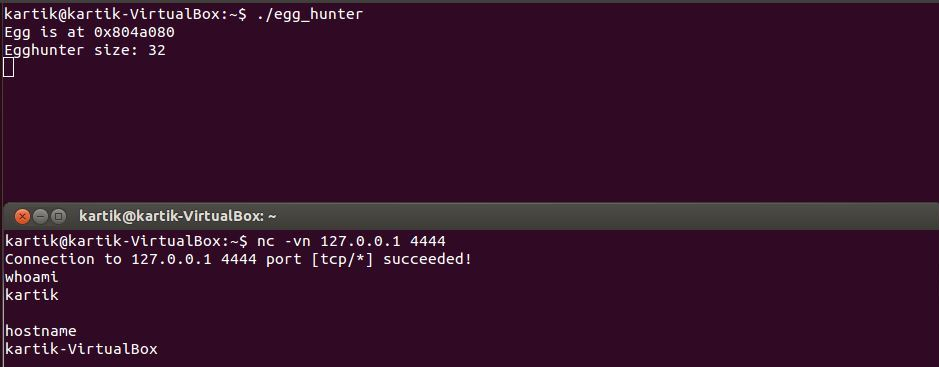 kartik@kartik-VirtualBox:~$ ./egg_hunter
Egg is at 0x804a080
Egghunter size: 32
kartik@kartik-VirtualBox: ~
kartik@kartik-VirtualBox:~$ nc -vn 127.0.0.1 4444
Connection to 127.0.0.1 4444 port [tcp/*] succeeded!
whoami
kartik
hostname
kartik-VirtualBox